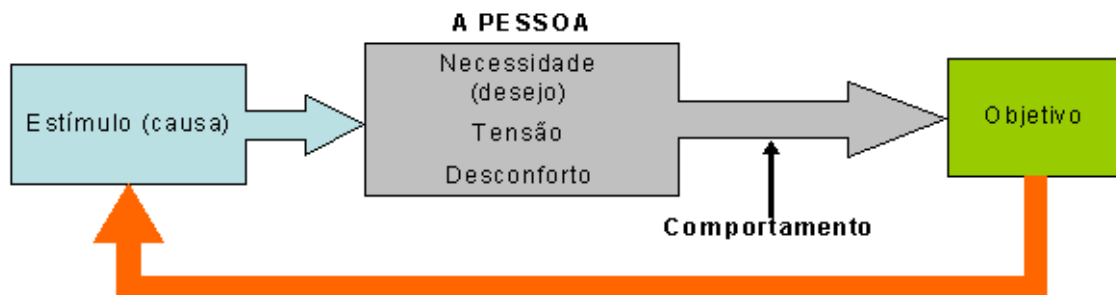 A PESSOA
Estímulo (causa)
Necessidade
(desejo)
Tensão
Desconforto
Objetivo
Comportamento